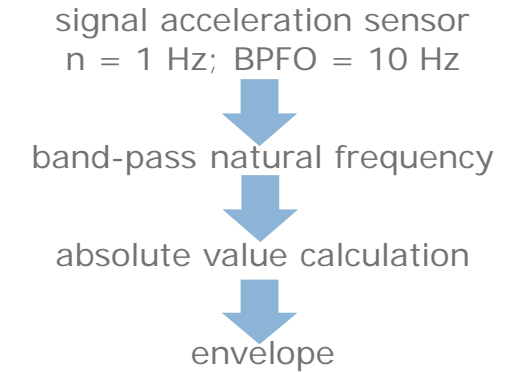 signal acceleration sensor
n = 1 Hz; BPFO = 10 Hz
band-pass natural frequency
absolute value calculation
envelope